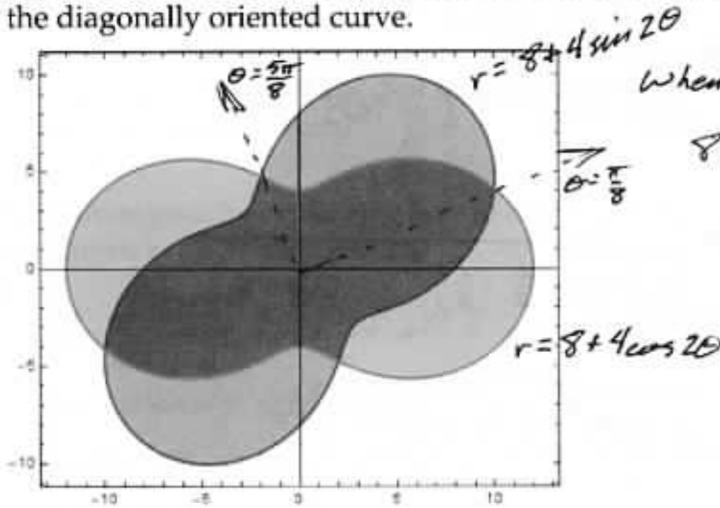 the diagonally oriented curve.
r = 8 + 4 sin 2θ
θ = 5π/8
when
8
θ = π/8
r = 8 + 4 cos 2θ
10
5
0
-5
-10
-10 -5 0 5 10